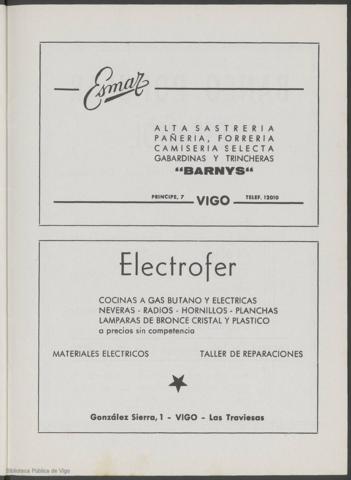 Esmar
ALTA SASTRERIA
PAÑERIA, FORRERIA
CAMISERIA SELECTA
GABARDINAS Y TRINCHERAS
"BARNYS"
PRINCIPE, 7 VIGO TELEF. 12010
Electrofer
COCINAS A GAS BUTANO Y ELECTRICAS
NEVERAS - RADIOS - HORNILLOS - PLANCHAS
LAMPARAS DE BRONCE CRISTAL Y PLASTICO
a precios sin competencia
MATERIALES ELECTRICOS TALLER DE REPARACIONES
González Sierra, 1 - VIGO - Las Traviesas
Biblioteca Pública de Vigo